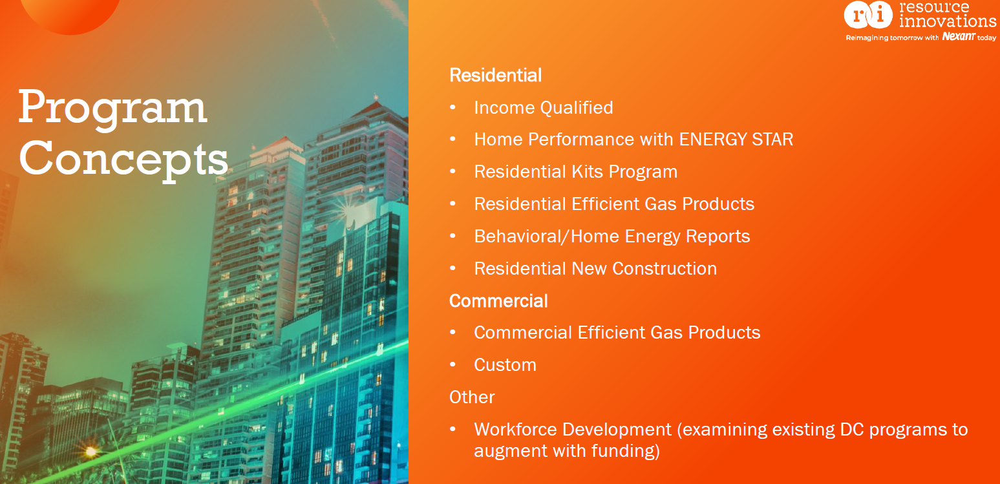 Program
Concepts
ri resource
innovations
Reimagining tomorrow with Nexant today
Residential
• Income Qualified
• Home Performance with ENERGY STAR
• Residential Kits Program
• Residential Efficient Gas Products
• Behavioral/Home Energy Reports
• Residential New Construction
Commercial
• Commercial Efficient Gas Products
• Custom
Other
• Workforce Development (examining existing DC programs to
augment with funding)